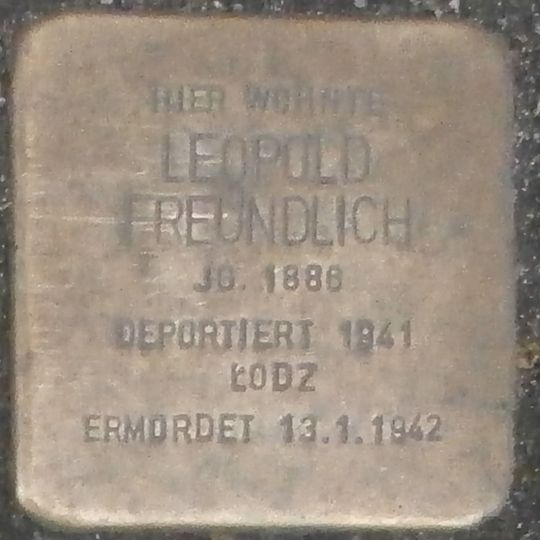 HIER WOHNTE
LEOPOLD
FREUNDLICH
JG. 1886
DEPORTIERT 1941
ŁODZ
ERMORDET 13.1.1942